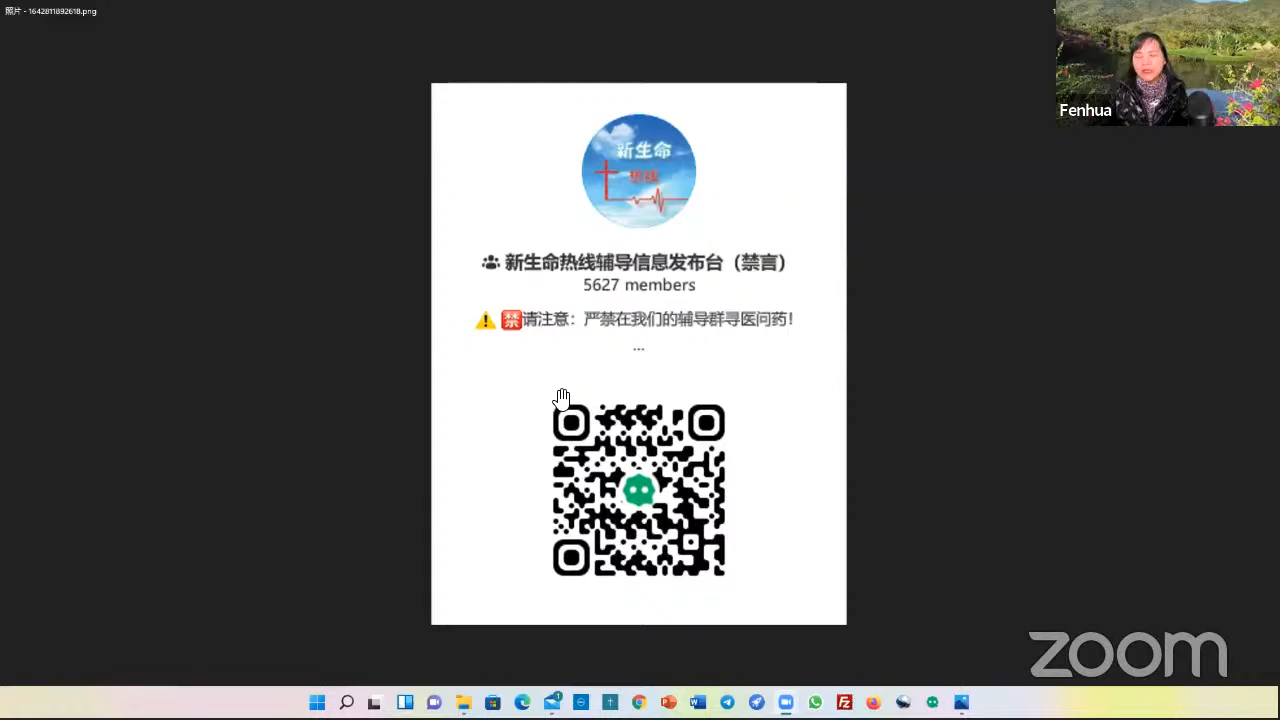 照片 - 1642811892618.png
Fenhua
新生命
热线
新生命热线辅导信息发布台（禁言）
5627 members
⚠️ 🈲请注意：严禁在我们的辅导群寻医问药！
...
zoom